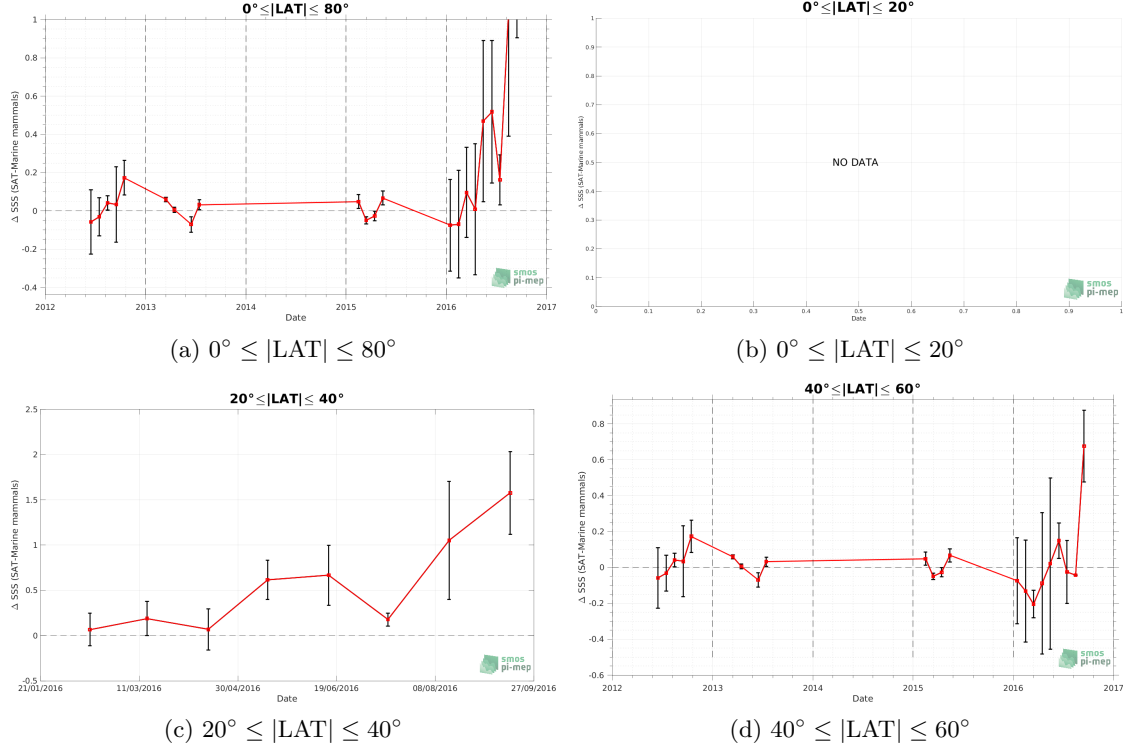 0°≤|LAT|≤ 80°
1
0.8
0.6
0.4
0.2
0
-0.2
-0.4
Δ SSS (SAT-Marine mammals)
2012
2013
2014
2015
2016
2017
Date
smos
pi-mep
(a) 0° ≤ |LAT| ≤ 80°
0°≤|LAT|≤ 20°
1
0.9
0.8
0.7
0.6
0.5
0.4
0.3
0.2
0.1
0
Δ SSS (SAT-Marine mammals)
NO DATA
0
0.1
0.2
0.3
0.4
0.5
0.6
0.7
0.8
0.9
1
Date
smos
pi-mep
(b) 0° ≤ |LAT| ≤ 20°
20°≤|LAT|≤ 40°
2.5
2
1.5
1
0.5
0
-0.5
Δ SSS (SAT-Marine mammals)
21/01/2016
11/03/2016
30/04/2016
19/06/2016
08/08/2016
27/09/2016
Date
smos
pi-mep
(c) 20° ≤ |LAT| ≤ 40°
40°≤|LAT|≤ 60°
0.8
0.6
0.4
0.2
0
-0.2
-0.4
-0.6
Δ SSS (SAT-Marine mammals)
2012
2013
2014
2015
2016
2017
Date
smos
pi-mep
(d) 40° ≤ |LAT| ≤ 60°